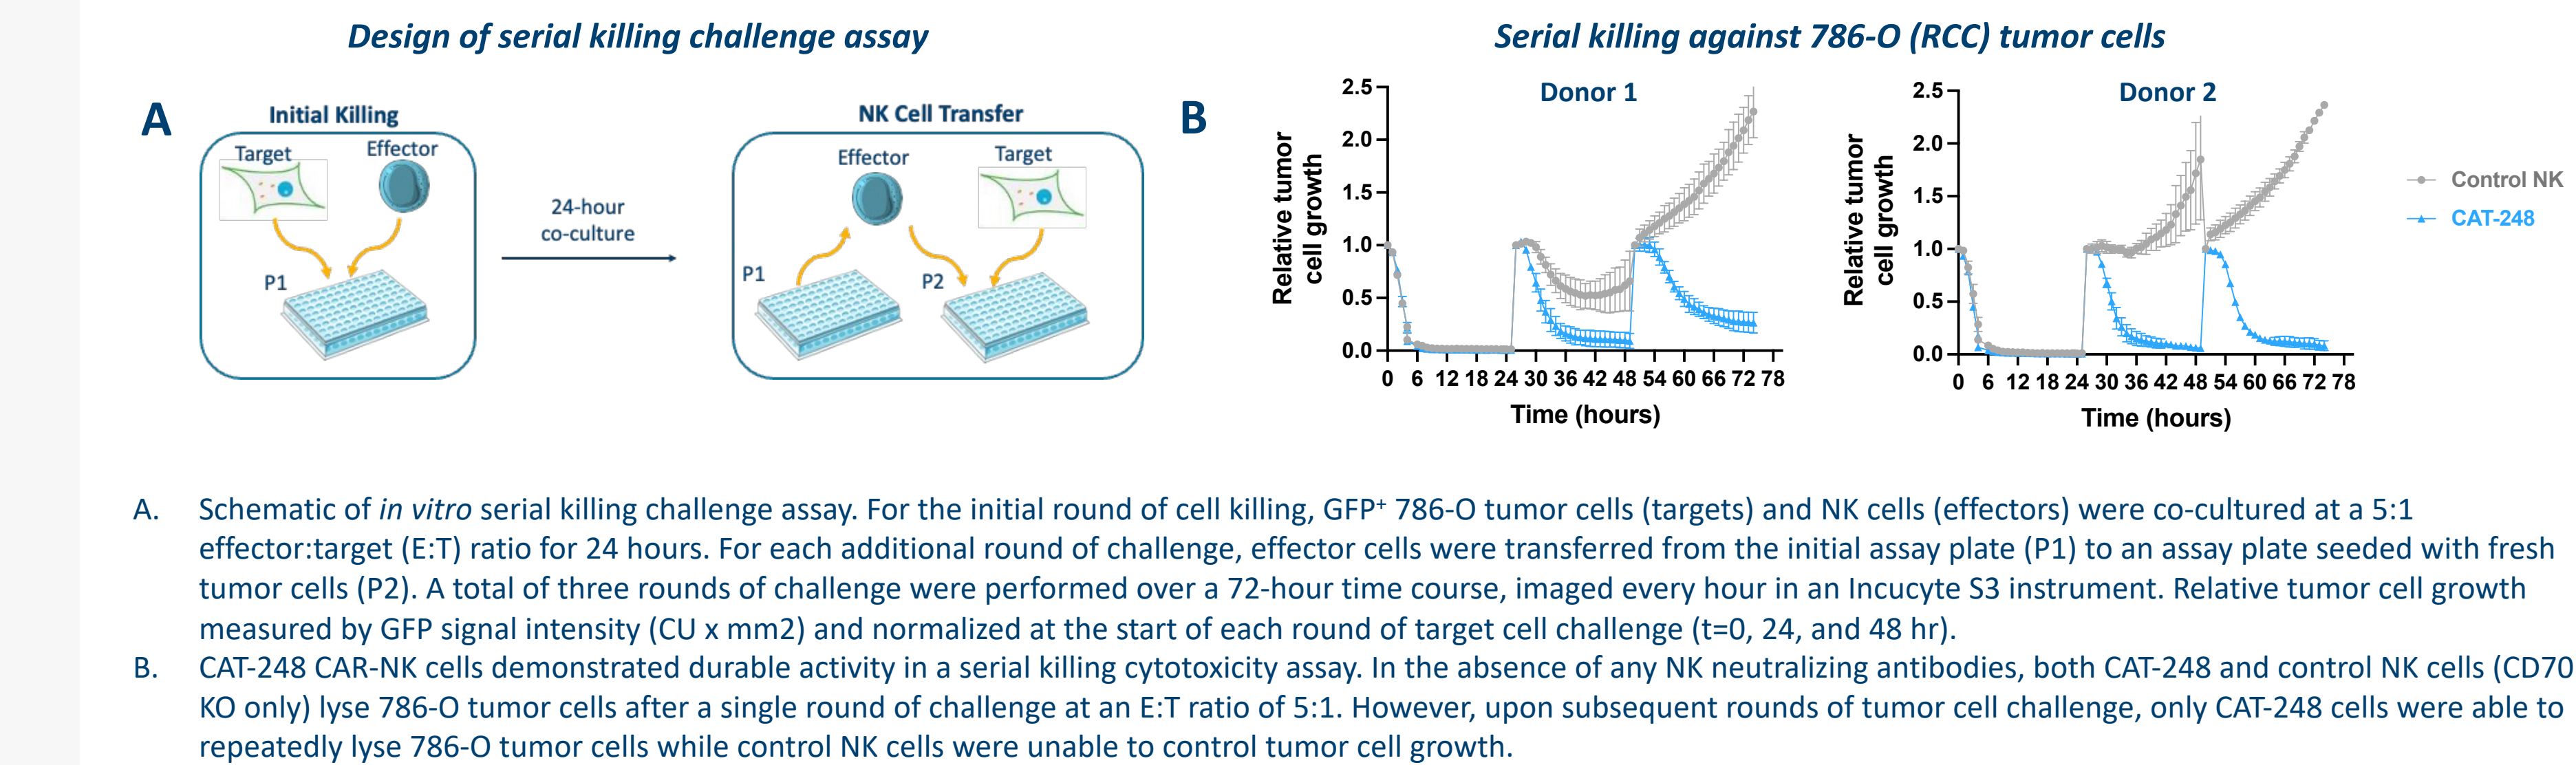 Design of serial killing challenge assay
Serial killing against 786-O (RCC) tumor cells
A
Initial Killing
Target
Effector
P1
24-hour
co-culture
NK Cell Transfer
Effector
Target
P1
P2
B
Donor 1
Relative tumor
cell growth
2.5
2.0
1.5
1.0
0.5
0.0
0 6 12 18 24 30 36 42 48 54 60 66 72 78
Time (hours)
Donor 2
Relative tumor
cell growth
2.5
2.0
1.5
1.0
0.5
0.0
0 6 12 18 24 30 36 42 48 54 60 66 72 78
Time (hours)
Control NK
CAT-248
A. Schematic of in vitro serial killing challenge assay. For the initial round of cell killing, GFP⁺ 786-O tumor cells (targets) and NK cells (effectors) were co-cultured at a 5:1
effector:target (E:T) ratio for 24 hours. For each additional round of challenge, effector cells were transferred from the initial assay plate (P1) to an assay plate seeded with fresh
tumor cells (P2). A total of three rounds of challenge were performed over a 72-hour time course, imaged every hour in an Incucyte S3 instrument. Relative tumor cell growth
measured by GFP signal intensity (CU x mm2) and normalized at the start of each round of target cell challenge (t=0, 24, and 48 hr).
B. CAT-248 CAR-NK cells demonstrated durable activity in a serial killing cytotoxicity assay. In the absence of any NK neutralizing antibodies, both CAT-248 and control NK cells (CD70
KO only) lyse 786-O tumor cells after a single round of challenge at an E:T ratio of 5:1. However, upon subsequent rounds of tumor cell challenge, only CAT-248 cells were able to
repeatedly lyse 786-O tumor cells while control NK cells were unable to control tumor cell growth.